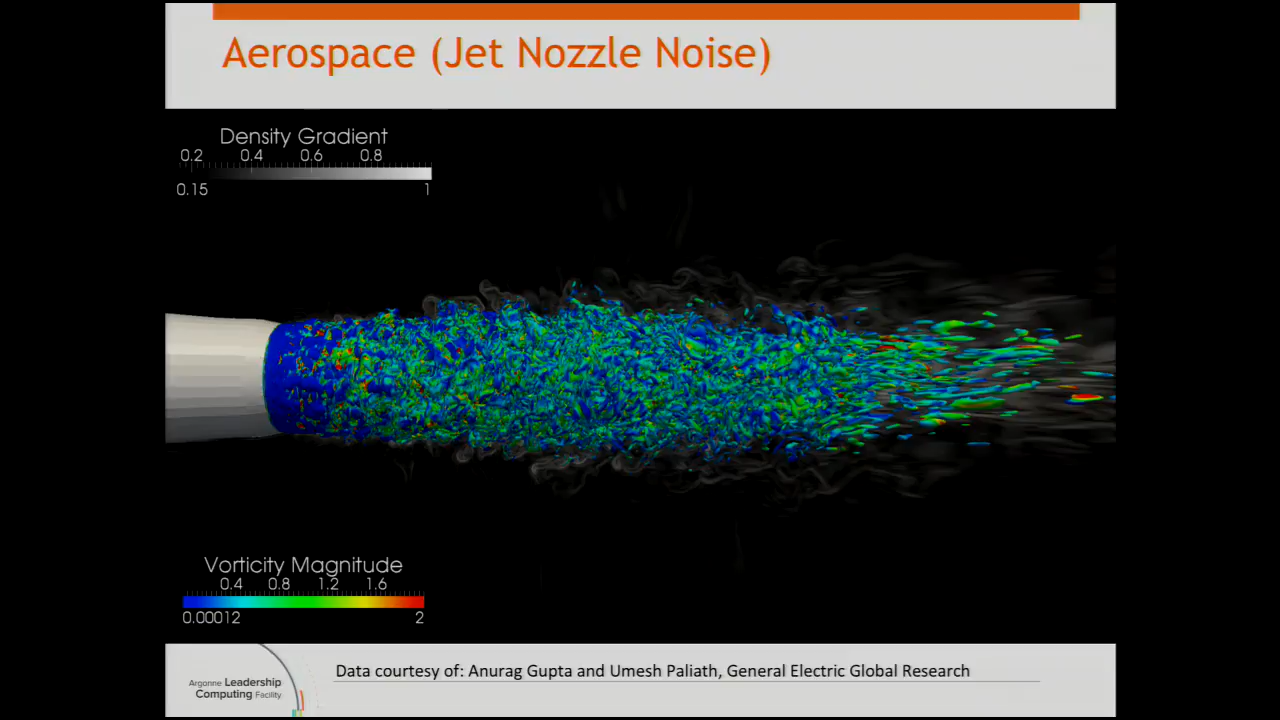 Aerospace (Jet Nozzle Noise)
Density Gradient
0.2 0.4 0.6 0.8
0.15 1
Vorticity Magnitude
0.4 0.8 1.2 1.6
0.00012 2
Data courtesy of: Anurag Gupta and Umesh Paliath, General Electric Global Research
Argonne Leadership
Computing Facility